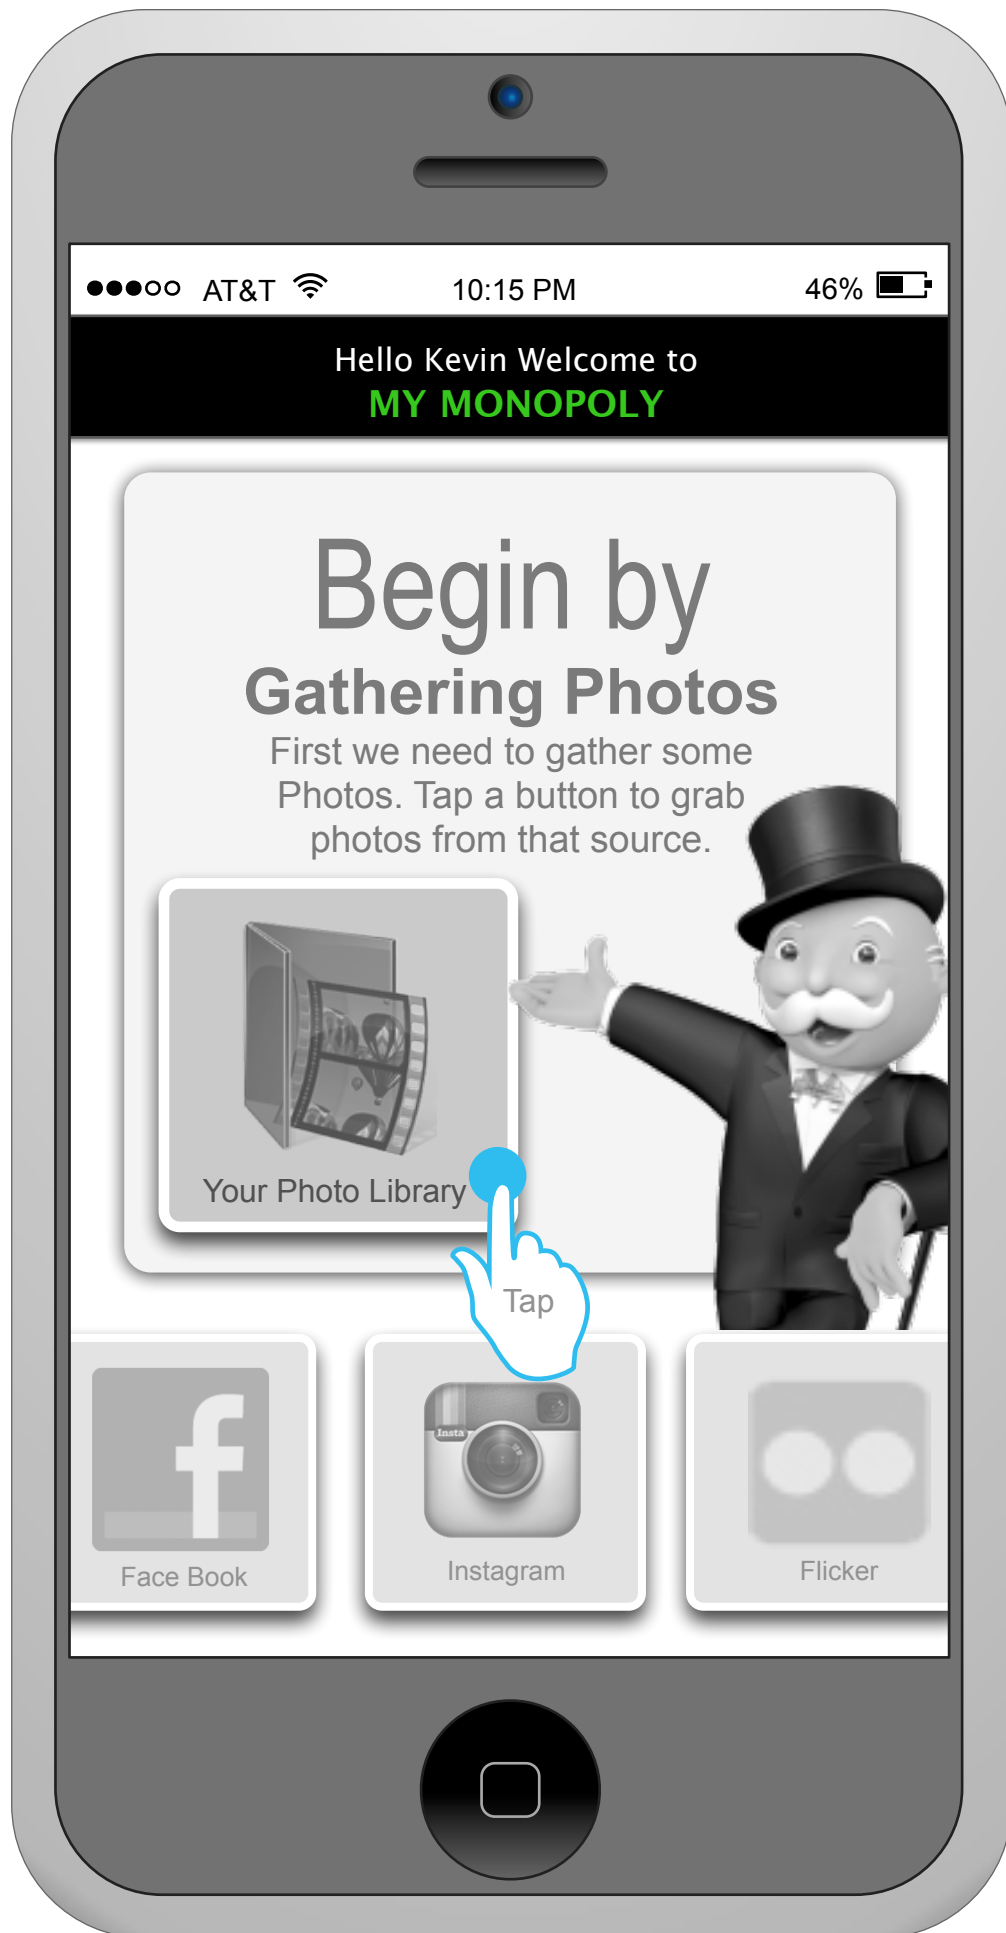 AT&T 10:15 PM 46%
Hello Kevin Welcome to
MY MONOPOLY
Begin by
Gathering Photos
First we need to gather some
Photos. Tap a button to grab
photos from that source.
Your Photo Library
Tap
f
Insta
Face Book
Instagram
Flicker